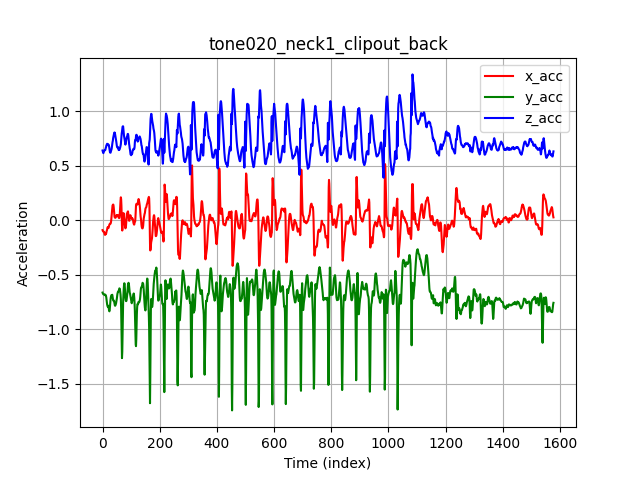 tone020_neck1_clipout_back
x_acc
y_acc
z_acc
1.0
0.5
0.0
−0.5
−1.0
−1.5
Acceleration
0 200 400 600 800 1000 1200 1400 1600
Time (index)